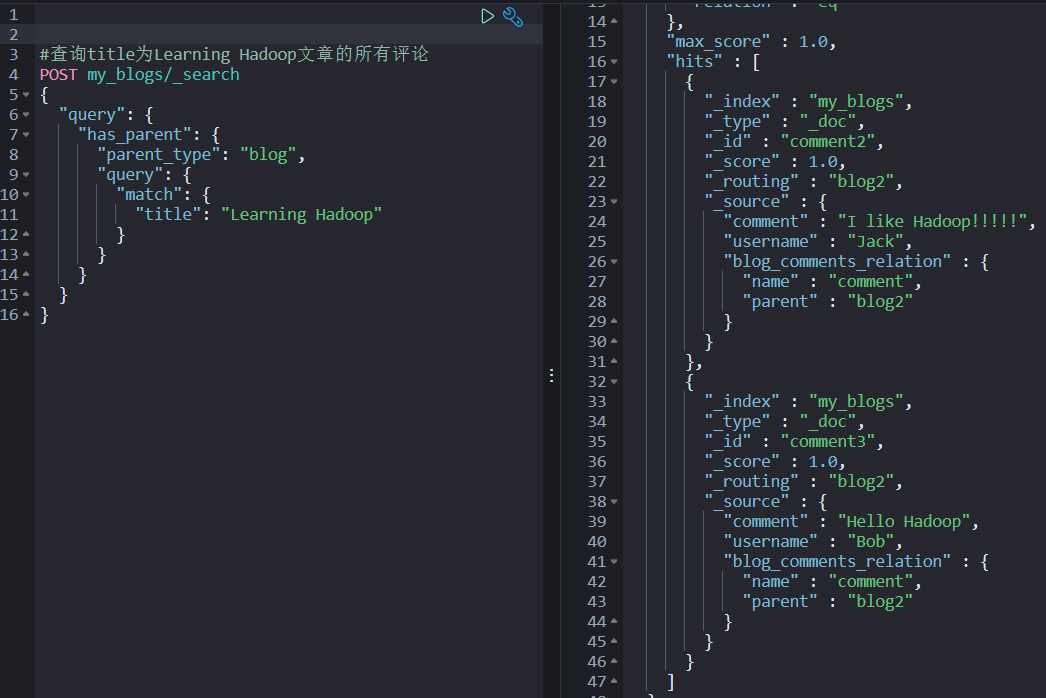 1
2
3 #查询title为Learning Hadoop文章的所有评论
4 POST my_blogs/_search
5 {
6 "query": {
7 "has_parent": {
8 "parent_type": "blog",
9 "query": {
10 "match": {
11 "title": "Learning Hadoop"
12 }
13 }
14 }
15 }
16 }
14 },
15 "max_score" : 1.0,
16 "hits" : [
17 {
18 "_index" : "my_blogs",
19 "_type" : "_doc",
20 "_id" : "comment2",
21 "_score" : 1.0,
22 "_routing" : "blog2",
23 "_source" : {
24 "comment" : "I like Hadoop!!!!!",
25 "username" : "Jack",
26 "blog_comments_relation" : {
27 "name" : "comment",
28 "parent" : "blog2"
29 }
30 }
31 },
32 {
33 "_index" : "my_blogs",
34 "_type" : "_doc",
35 "_id" : "comment3",
36 "_score" : 1.0,
37 "_routing" : "blog2",
38 "_source" : {
39 "comment" : "Hello Hadoop",
40 "username" : "Bob",
41 "blog_comments_relation" : {
42 "name" : "comment",
43 "parent" : "blog2"
44 }
45 }
46 }
47 ]